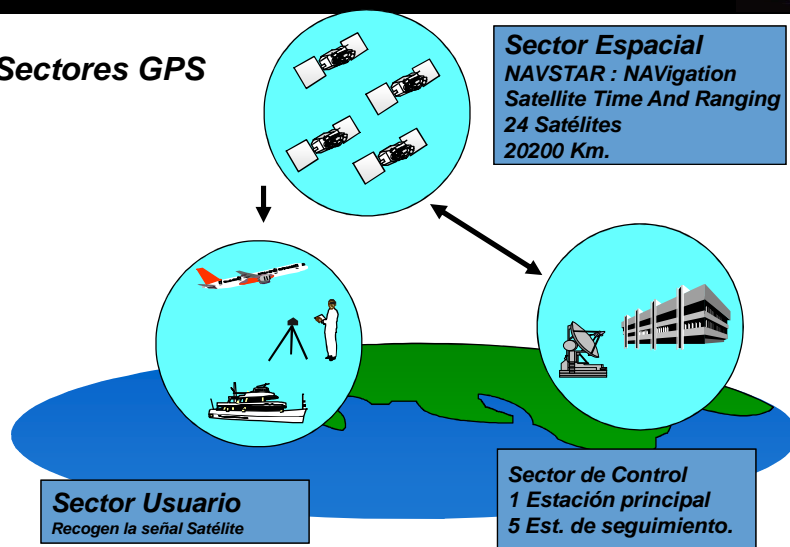 Sectores GPS
Sector Espacial
NAVSTAR : NAVigation
Satellite Time And Ranging
24 Satélites
20200 Km.
Sector Usuario
Recogen la señal Satélite
Sector de Control
1 Estación principal
5 Est. de seguimiento.